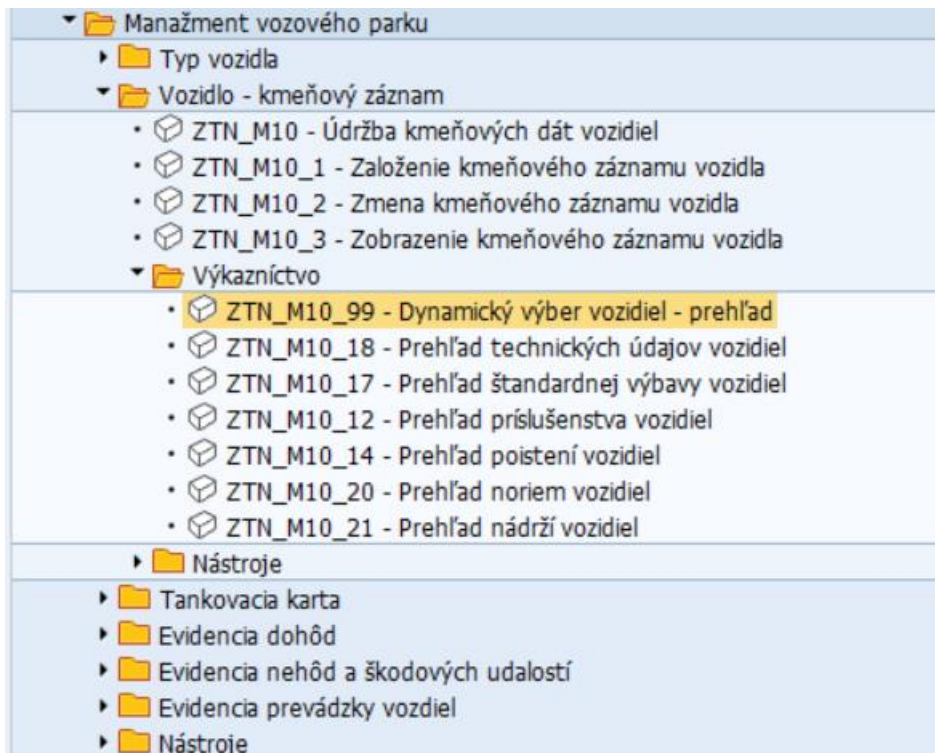 Manažment vozového parku
Typ vozidla
Vozidlo - kmeňový záznam
ZTN_M10 - Údržba kmeňových dát vozidiel
ZTN_M10_1 - Založenie kmeňového záznamu vozidla
ZTN_M10_2 - Zmena kmeňového záznamu vozidla
ZTN_M10_3 - Zobrazenie kmeňového záznamu vozidla
Výkazníctvo
ZTN_M10_99 - Dynamický výber vozidiel - prehľad
ZTN_M10_18 - Prehľad technických údajov vozidiel
ZTN_M10_17 - Prehľad štandardnej výbavy vozidiel
ZTN_M10_12 - Prehľad príslušenstva vozidiel
ZTN_M10_14 - Prehľad poistení vozidiel
ZTN_M10_20 - Prehľad noriem vozidiel
ZTN_M10_21 - Prehľad nádrží vozidiel
Nástroje
Tankovacia karta
Evidencia dohôd
Evidencia nehôd a škodových udalostí
Evidencia prevádzky vozdiel
Nástroje